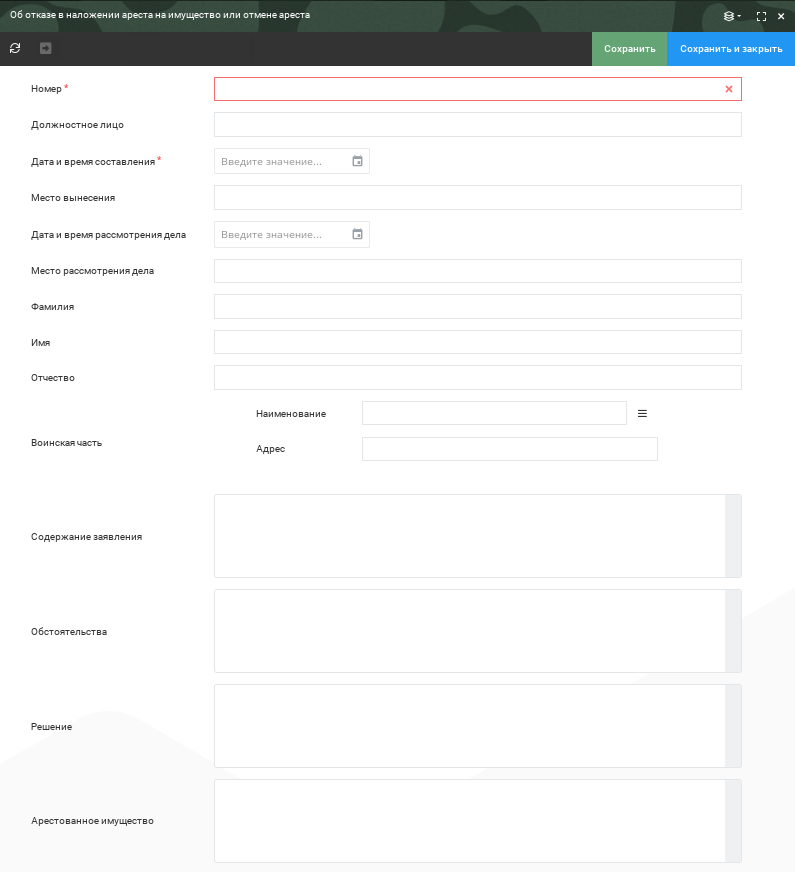 Об отказе в наложении ареста на имущество или отмене ареста
Сохранить
Сохранить и закрыть
Номер *
Должностное лицо
Дата и время составления *
Введите значение...
Место вынесения
Дата и время рассмотрения дела
Введите значение...
Место рассмотрения дела
Фамилия
Имя
Отчество
Воинская часть
Наименование
Адрес
Содержание заявления
Обстоятельства
Решение
Арестованное имущество